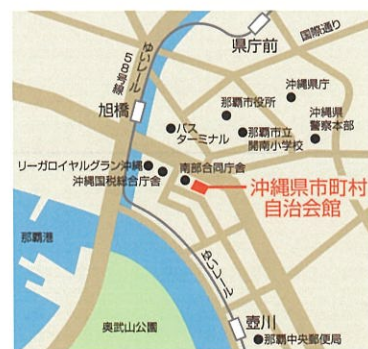 国際通り
県庁前
ゆいレール
58号線
沖縄県庁
那覇市役所
旭橋
バス
ターミナル
那覇市立
開南小学校
沖縄県
警察本部
リーガロイヤルグラン沖縄
沖縄国税総合庁舎
南部合同庁舎
沖縄県市町村
自治会館
那覇港
ゆいレール
奥武山公園
壺川
那覇中央郵便局